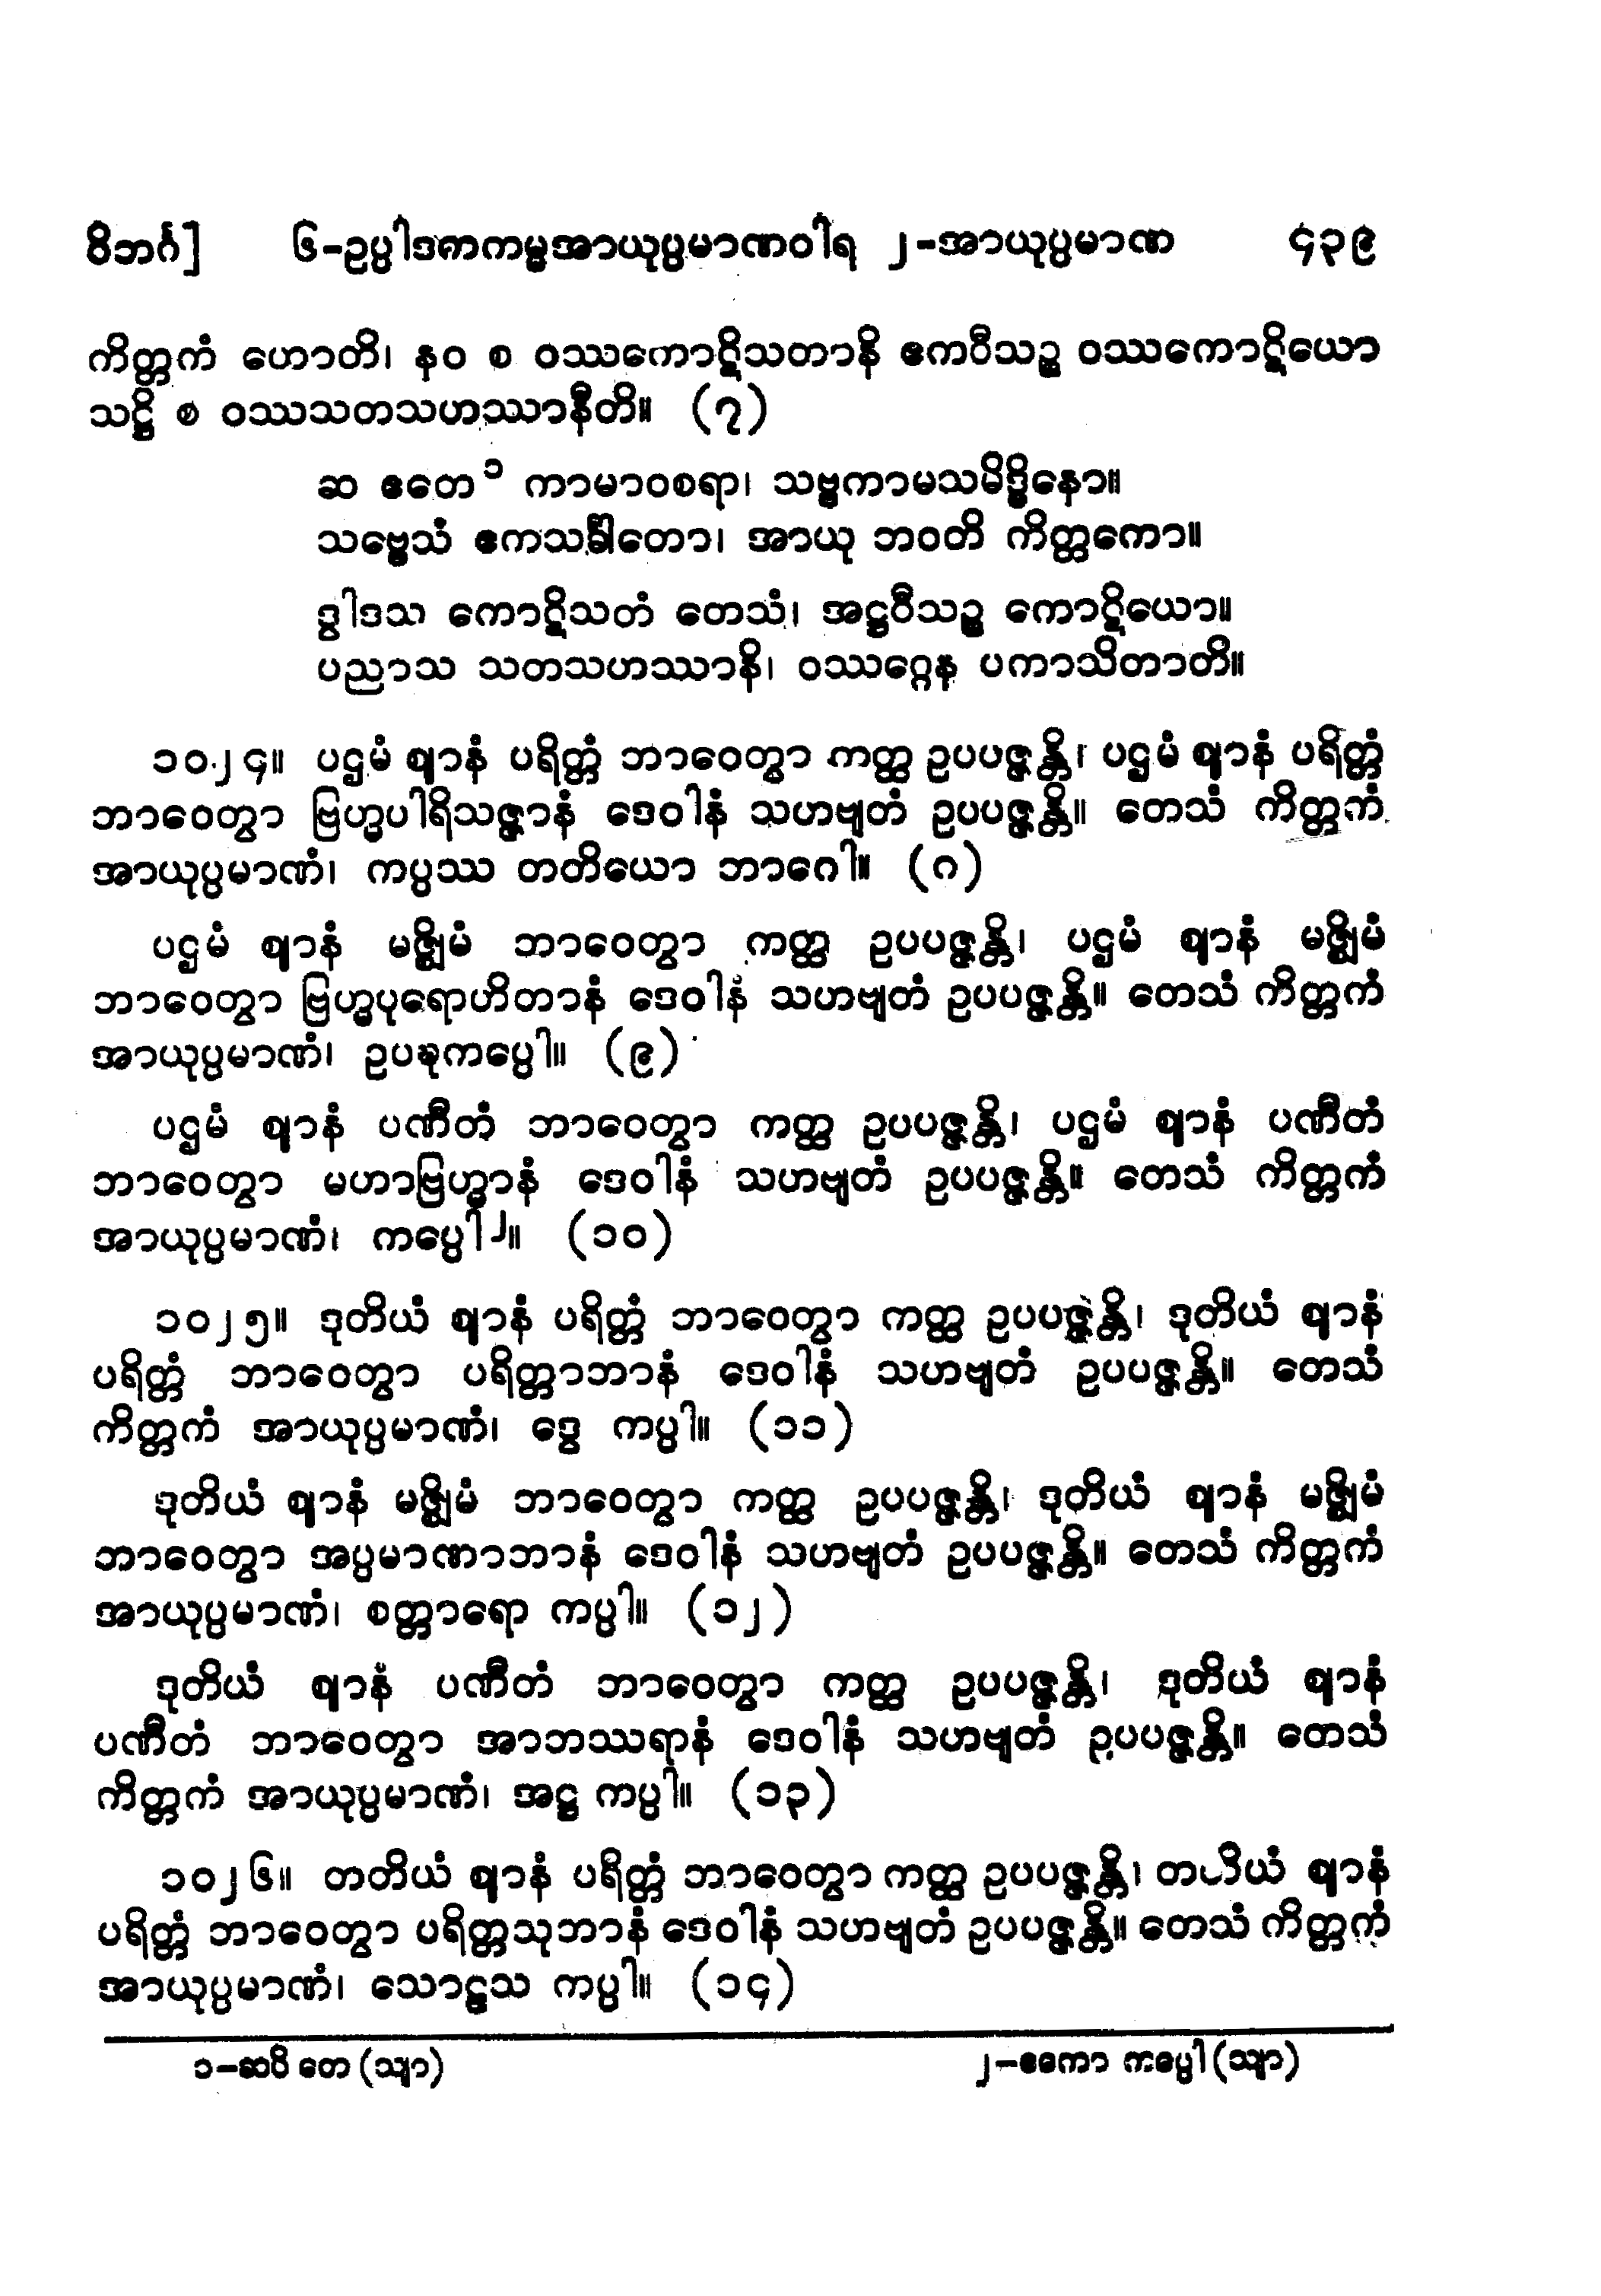 ဝိဘင်္ဂ] ၆-ဥပ္ပါဒကကမ္မအာယုပ္ပမာဏဝါရ ၂-အာယုပ္ပမာဏ ၄၃၉
ကိတ္တကံ ဟောတိ၊ နဝ စ ဝဿကောဋိသတာနိ ဧကဝီသဉ္စ ဝဿကောဋိယော
သဋ္ဌိ စ ဝဿသတသဟဿာနီတိ။ (၇)
ဆ ဧတေ ၁ ကာမာဝစရာ၊ သဗ္ဗကာမသမိဒ္ဓိနော။
သဗ္ဗေသံ ဧကသင်္ခါတော၊ အာယု ဘဝတိ ကိတ္တကော။
ဒွါဒသ ကောဋိသတံ တေသံ၊ အဋ္ဌဝီသဉ္စ ကောဋိယော။
ပညာသ သတသဟဿာနိ၊ ဝဿဂ္ဂေန ပကာသိတာတိ။
၁၀၂၄။ ပဌမံ ဈာနံ ပရိတ္တံ ဘာဝေတွာ ကတ္ထ ဥပပဇ္ဇန္တိ၊ ပဌမံ ဈာနံ ပရိတ္တံ
ဘာဝေတွာ ဗြဟ္မပါရိသဇ္ဇာနံ ဒေဝါနံ သဟဗျတံ ဥပပဇ္ဇန္တိ။ တေသံ ကိတ္တကံ
အာယုပ္ပမာဏံ၊ ကပ္ပဿ တတိယော ဘာဂေါ။ (၈)
ပဌမံ ဈာနံ မဇ္ဈိမံ ဘာဝေတွာ ကတ္ထ ဥပပဇ္ဇန္တိ၊ ပဌမံ ဈာနံ မဇ္ဈိမံ
ဘာဝေတွာ ဗြဟ္မပုရောဟိတာနံ ဒေဝါနံ သဟဗျတံ ဥပပဇ္ဇန္တိ။ တေသံ ကိတ္တကံ
အာယုပ္ပမာဏံ၊ ဥပဍ္ဎကပ္ပေါ။ (၉)
ပဌမံ ဈာနံ ပဏီတံ ဘာဝေတွာ ကတ္ထ ဥပပဇ္ဇန္တိ၊ ပဌမံ ဈာနံ ပဏီတံ
ဘာဝေတွာ မဟာဗြဟ္မာနံ ဒေဝါနံ သဟဗျတံ ဥပပဇ္ဇန္တိ။ တေသံ ကိတ္တကံ
အာယုပ္ပမာဏံ၊ ကပ္ပေါ ၂။ (၁၀)
၁၀၂၅။ ဒုတိယံ ဈာနံ ပရိတ္တံ ဘာဝေတွာ ကတ္ထ ဥပပဇ္ဇန္တိ၊ ဒုတိယံ ဈာနံ
ပရိတ္တံ ဘာဝေတွာ ပရိတ္တာဘာနံ ဒေဝါနံ သဟဗျတံ ဥပပဇ္ဇန္တိ။ တေသံ
ကိတ္တကံ အာယုပ္ပမာဏံ၊ ဒွေ ကပ္ပါ။ (၁၁)
ဒုတိယံ ဈာနံ မဇ္ဈိမံ ဘာဝေတွာ ကတ္ထ ဥပပဇ္ဇန္တိ၊ ဒုတိယံ ဈာနံ မဇ္ဈိမံ
ဘာဝေတွာ အပ္ပမာဏာဘာနံ ဒေဝါနံ သဟဗျတံ ဥပပဇ္ဇန္တိ။ တေသံ ကိတ္တကံ
အာယုပ္ပမာဏံ၊ စတ္တာရော ကပ္ပါ။ (၁၂)
ဒုတိယံ ဈာနံ ပဏီတံ ဘာဝေတွာ ကတ္ထ ဥပပဇ္ဇန္တိ၊ ဒုတိယံ ဈာနံ
ပဏီတံ ဘာဝေတွာ အာဘဿရာနံ ဒေဝါနံ သဟဗျတံ ဥပပဇ္ဇန္တိ။ တေသံ
ကိတ္တကံ အာယုပ္ပမာဏံ၊ အဋ္ဌ ကပ္ပါ။ (၁၃)
၁၀၂၆။ တတိယံ ဈာနံ ပရိတ္တံ ဘာဝေတွာ ကတ္ထ ဥပပဇ္ဇန္တိ၊ တတိယံ ဈာနံ
ပရိတ္တံ ဘာဝေတွာ ပရိတ္တသုဘာနံ ဒေဝါနံ သဟဗျတံ ဥပပဇ္ဇန္တိ။ တေသံ ကိတ္တကံ
အာယုပ္ပမာဏံ၊ သောဠသ ကပ္ပါ။ (၁၄)
၁-ဆပိ တေ (သျာ) ၂-ဧကော ကပ္ပေါ (သျာ)